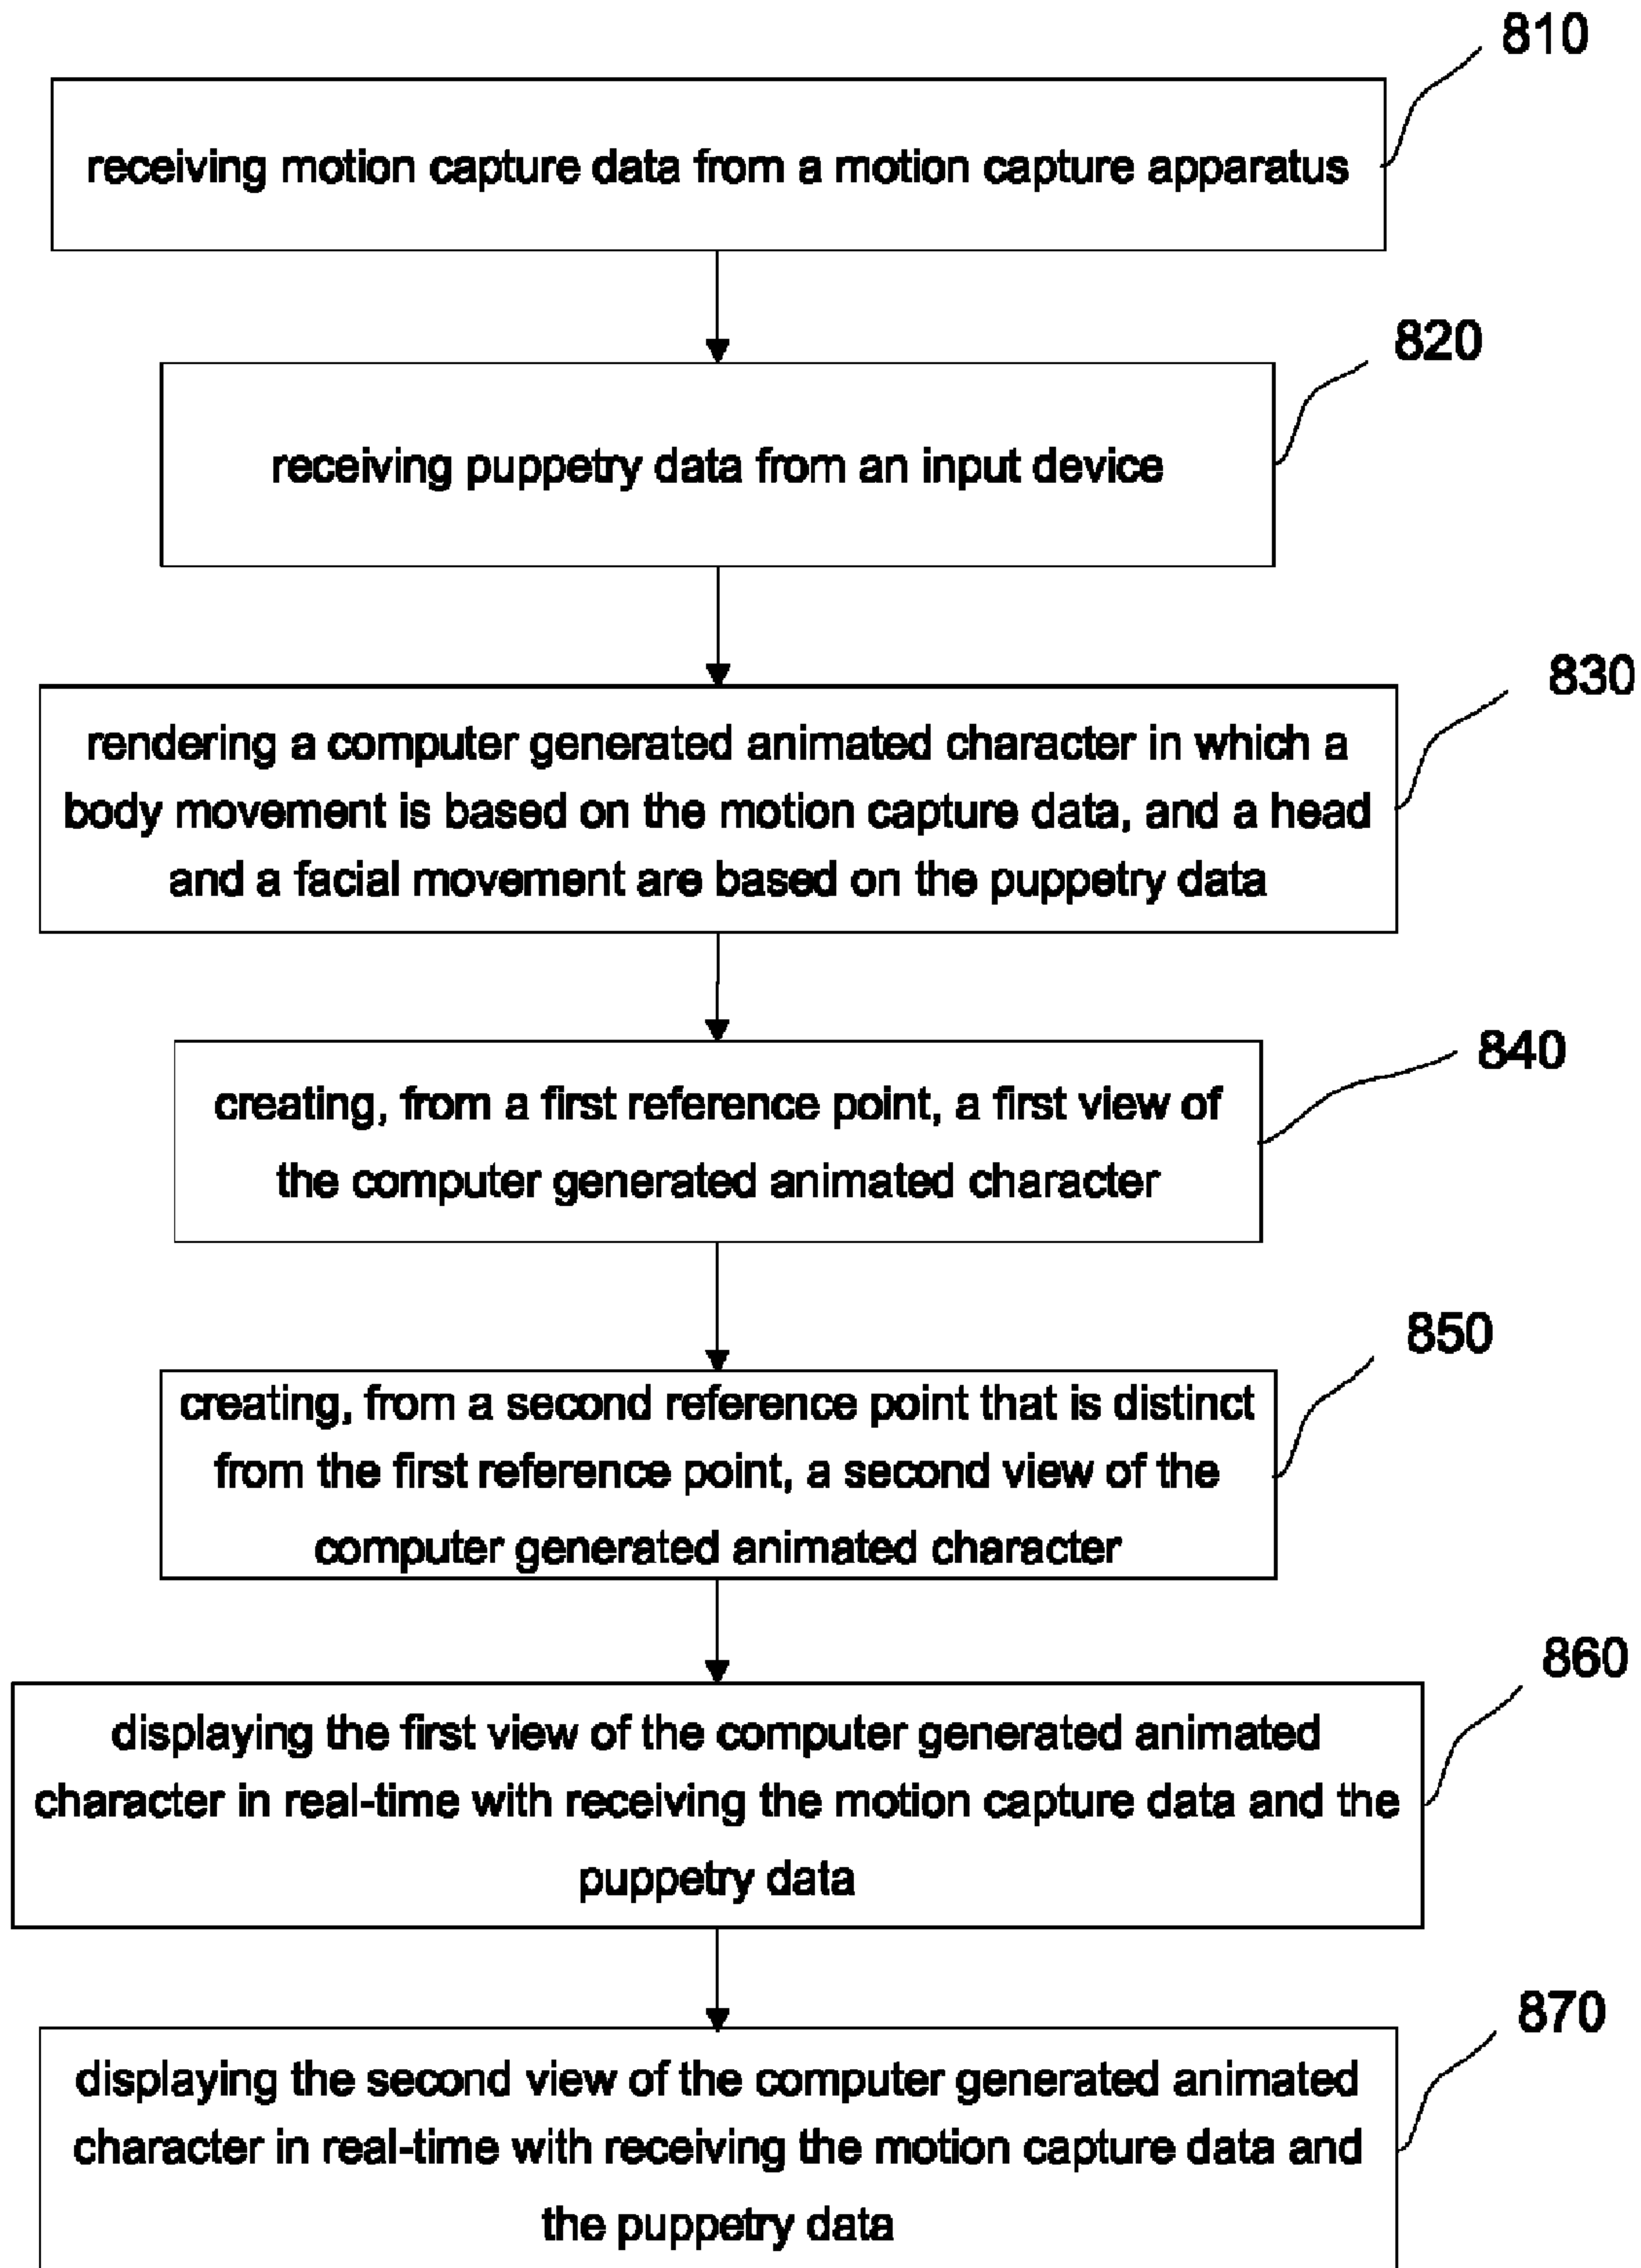 810
receiving motion capture data from a motion capture apparatus
820
receiving puppetry data from an input device
830
rendering a computer generated animated character in which a
body movement is based on the motion capture data, and a head
and a facial movement are based on the puppetry data
840
creating, from a first reference point, a first view of
the computer generated animated character
850
creating, from a second reference point that is distinct
from the first reference point, a second view of the
computer generated animated character
860
displaying the first view of the computer generated animated
character in real-time with receiving the motion capture data and the
puppetry data
870
displaying the second view of the computer generated animated
character in real-time with receiving the motion capture data and
the puppetry data